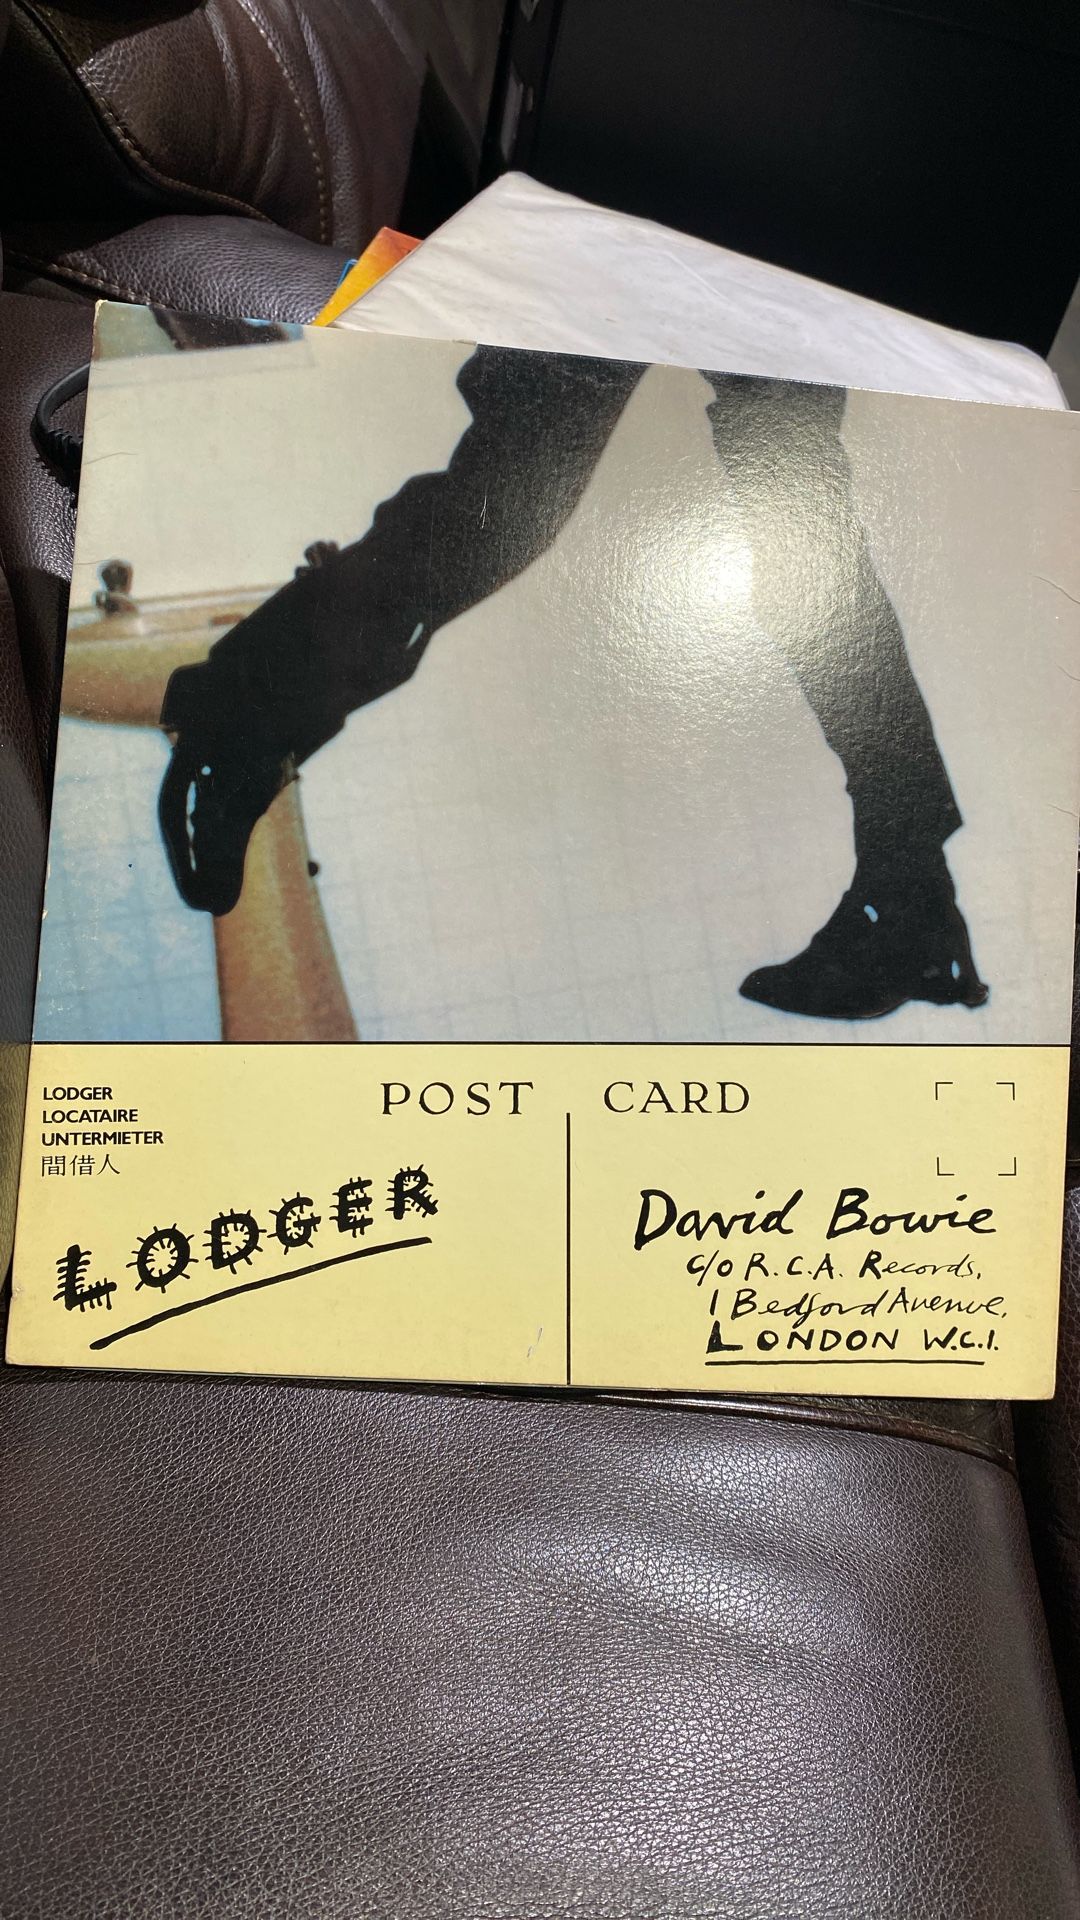 LODGER
LOCATAIRE
UNTERMIETER
間借人
POST CARD
LODGER
David Bowie
c/o R.C.A. Records,
1 Bedford Avenue,
LONDON W.C.1.